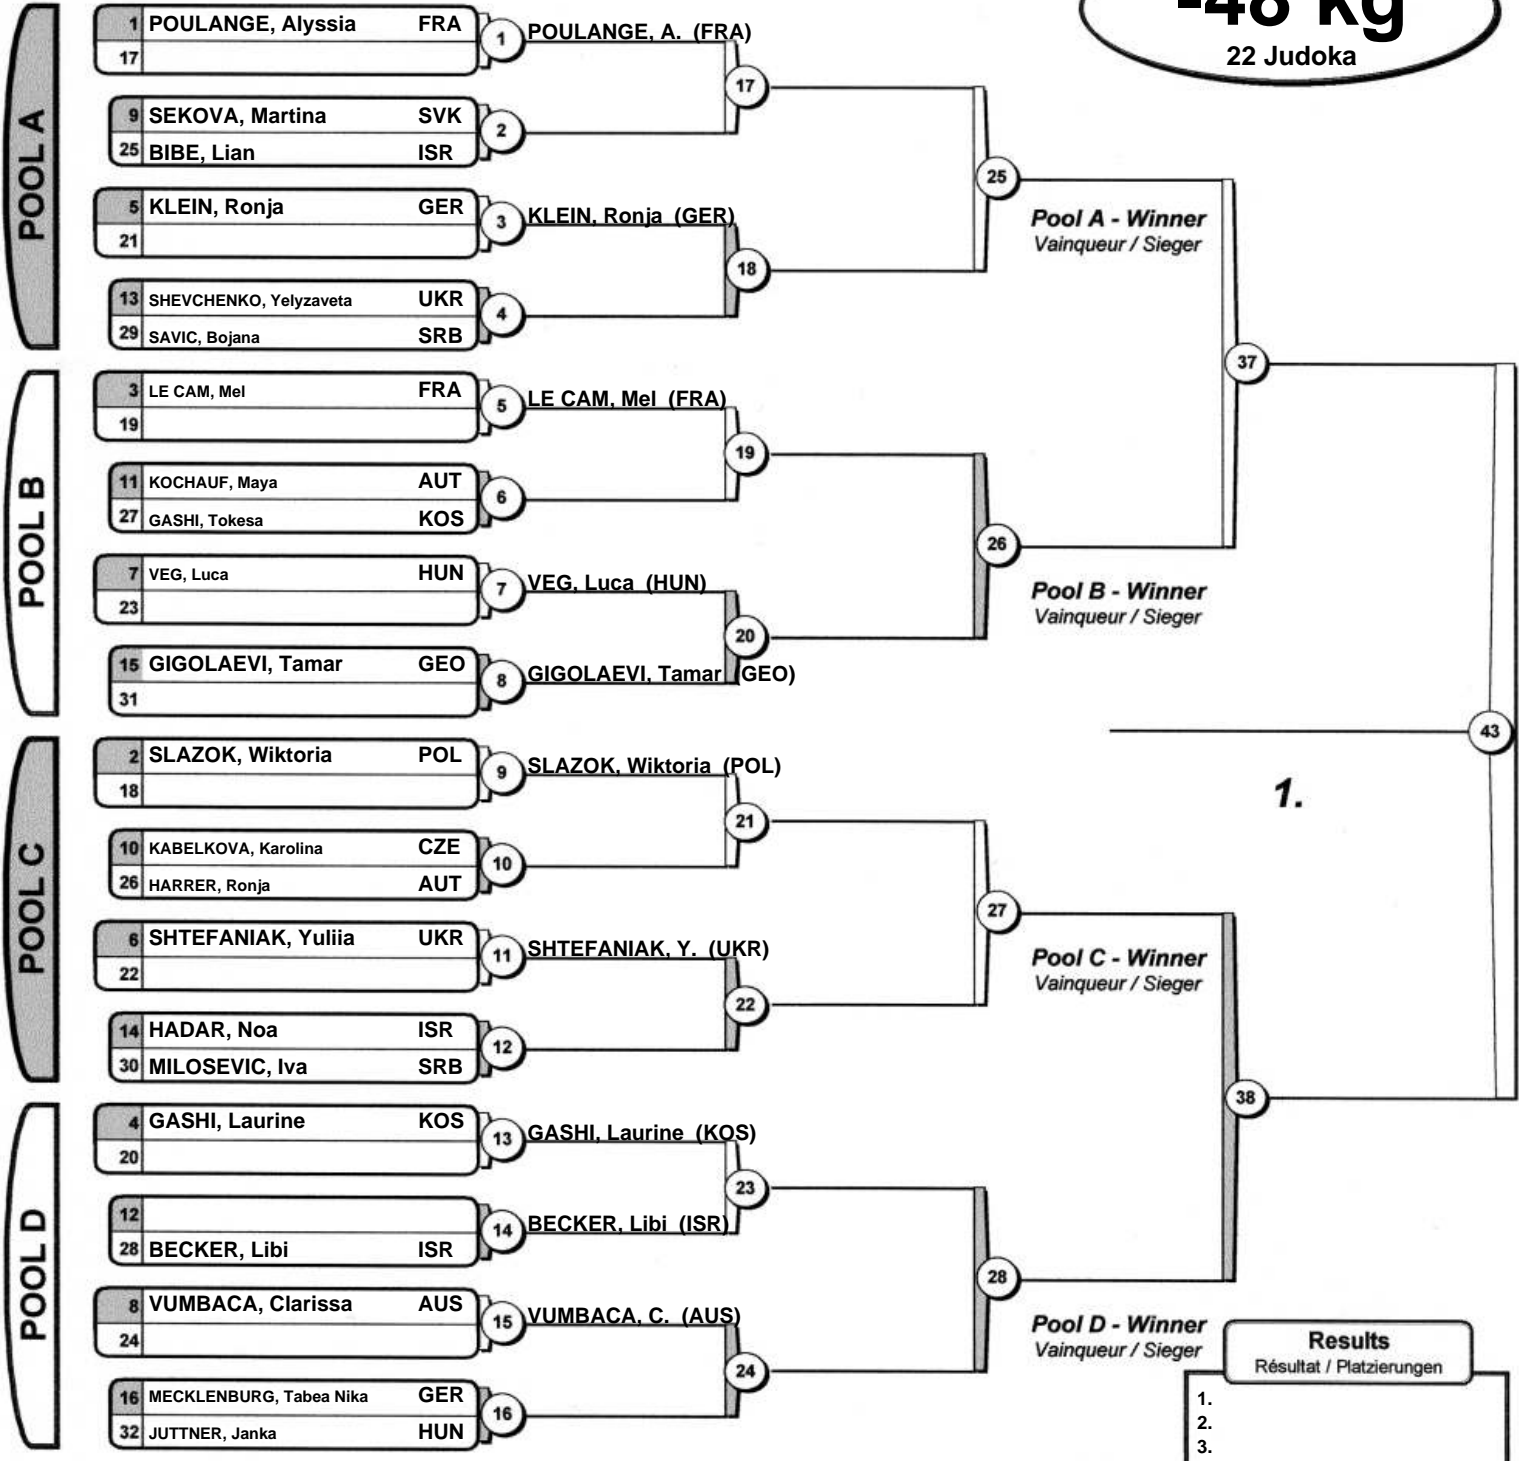 -48 kg
22 Judoka
POOL A
1 POULANGE, Alyssia FRA
17
1 POULANGE, A. (FRA)
17
9 SEKOVA, Martina SVK
25 BIBE, Lian ISR
2
25
5 KLEIN, Ronja GER
21
3 KLEIN, Ronja (GER)
18
Pool A - Winner
Vainqueur / Sieger
13 SHEVCHENKO, Yelyzaveta UKR
29 SAVIC, Bojana SRB
4
37
POOL B
3 LE CAM, Mel FRA
19
5 LE CAM, Mel (FRA)
19
11 KOCHAUF, Maya AUT
27 GASHI, Tokesa KOS
6
26
7 VEG, Luca HUN
23
7 VEG, Luca (HUN)
20
Pool B - Winner
Vainqueur / Sieger
15 GIGOLAEVI, Tamar GEO
31
8 GIGOLAEVI, Tamar (GEO)
43
1.
POOL C
2 SLAZOK, Wiktoria POL
18
9 SLAZOK, Wiktoria (POL)
21
10 KABELKOVA, Karolina CZE
26 HARRER, Ronja AUT
10
27
6 SHTEFANIAK, Yuliia UKR
22
11 SHTEFANIAK, Y. (UKR)
22
Pool C - Winner
Vainqueur / Sieger
14 HADAR, Noa ISR
30 MILOSEVIC, Iva SRB
12
38
POOL D
4 GASHI, Laurine KOS
20
13 GASHI, Laurine (KOS)
23
12
28 BECKER, Libi ISR
14 BECKER, Libi (ISR)
28
8 VUMBACA, Clarissa AUS
24
15 VUMBACA, C. (AUS)
24
Pool D - Winner
Vainqueur / Sieger
16 MECKLENBURG, Tabea Nika GER
32 JUTTNER, Janka HUN
16
Results
Résultat / Platzierungen
1.
2.
3.